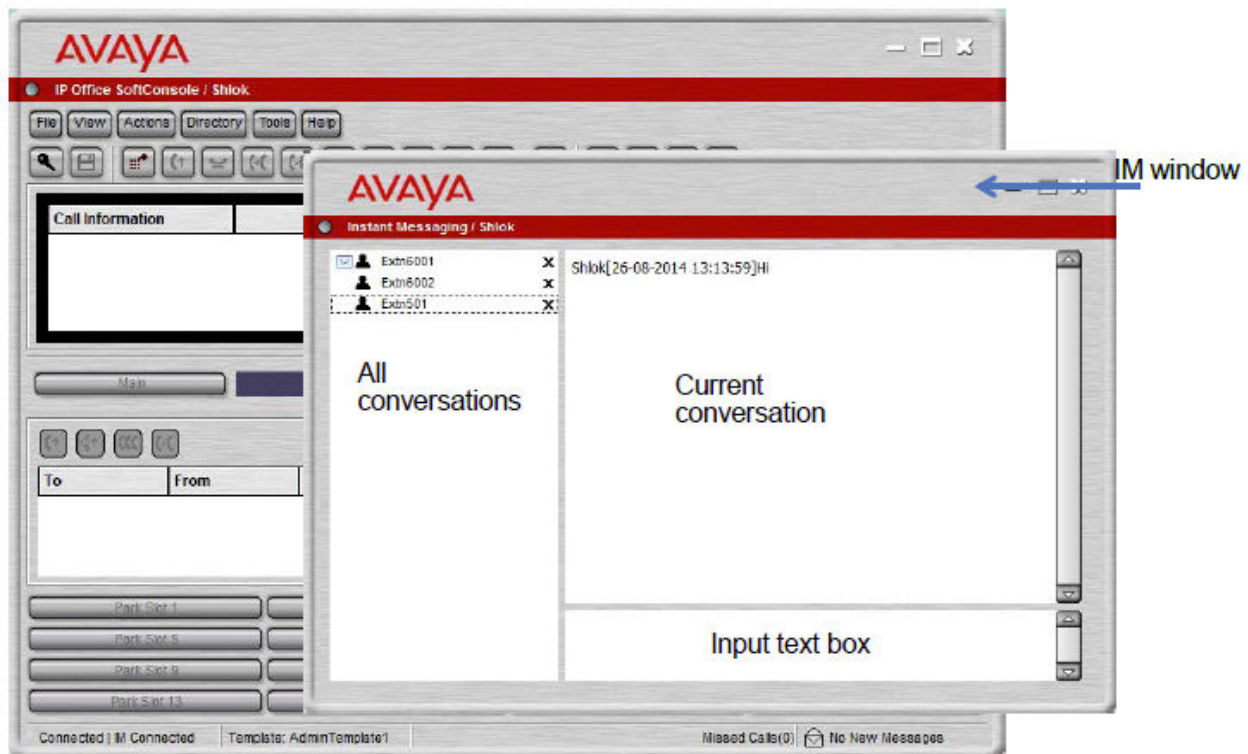 AVAYA
IP Office SoftConsole / Shlok
File View Actions Directory Tools Help
Call Information
Main
To From
Park Slot 1
Park Slot 5
Park Slot 9
Park Slot 13
Connected | IM Connected Template: AdminTemplate1 Missed Calls(0) No New Messages
IM window
AVAYA
Instant Messaging / Shlok
Extn6001 X
Extn6002 X
Extn501 X
Shlok[26-08-2014 13:13:59]Hi
All
conversations
Current
conversation
Input text box